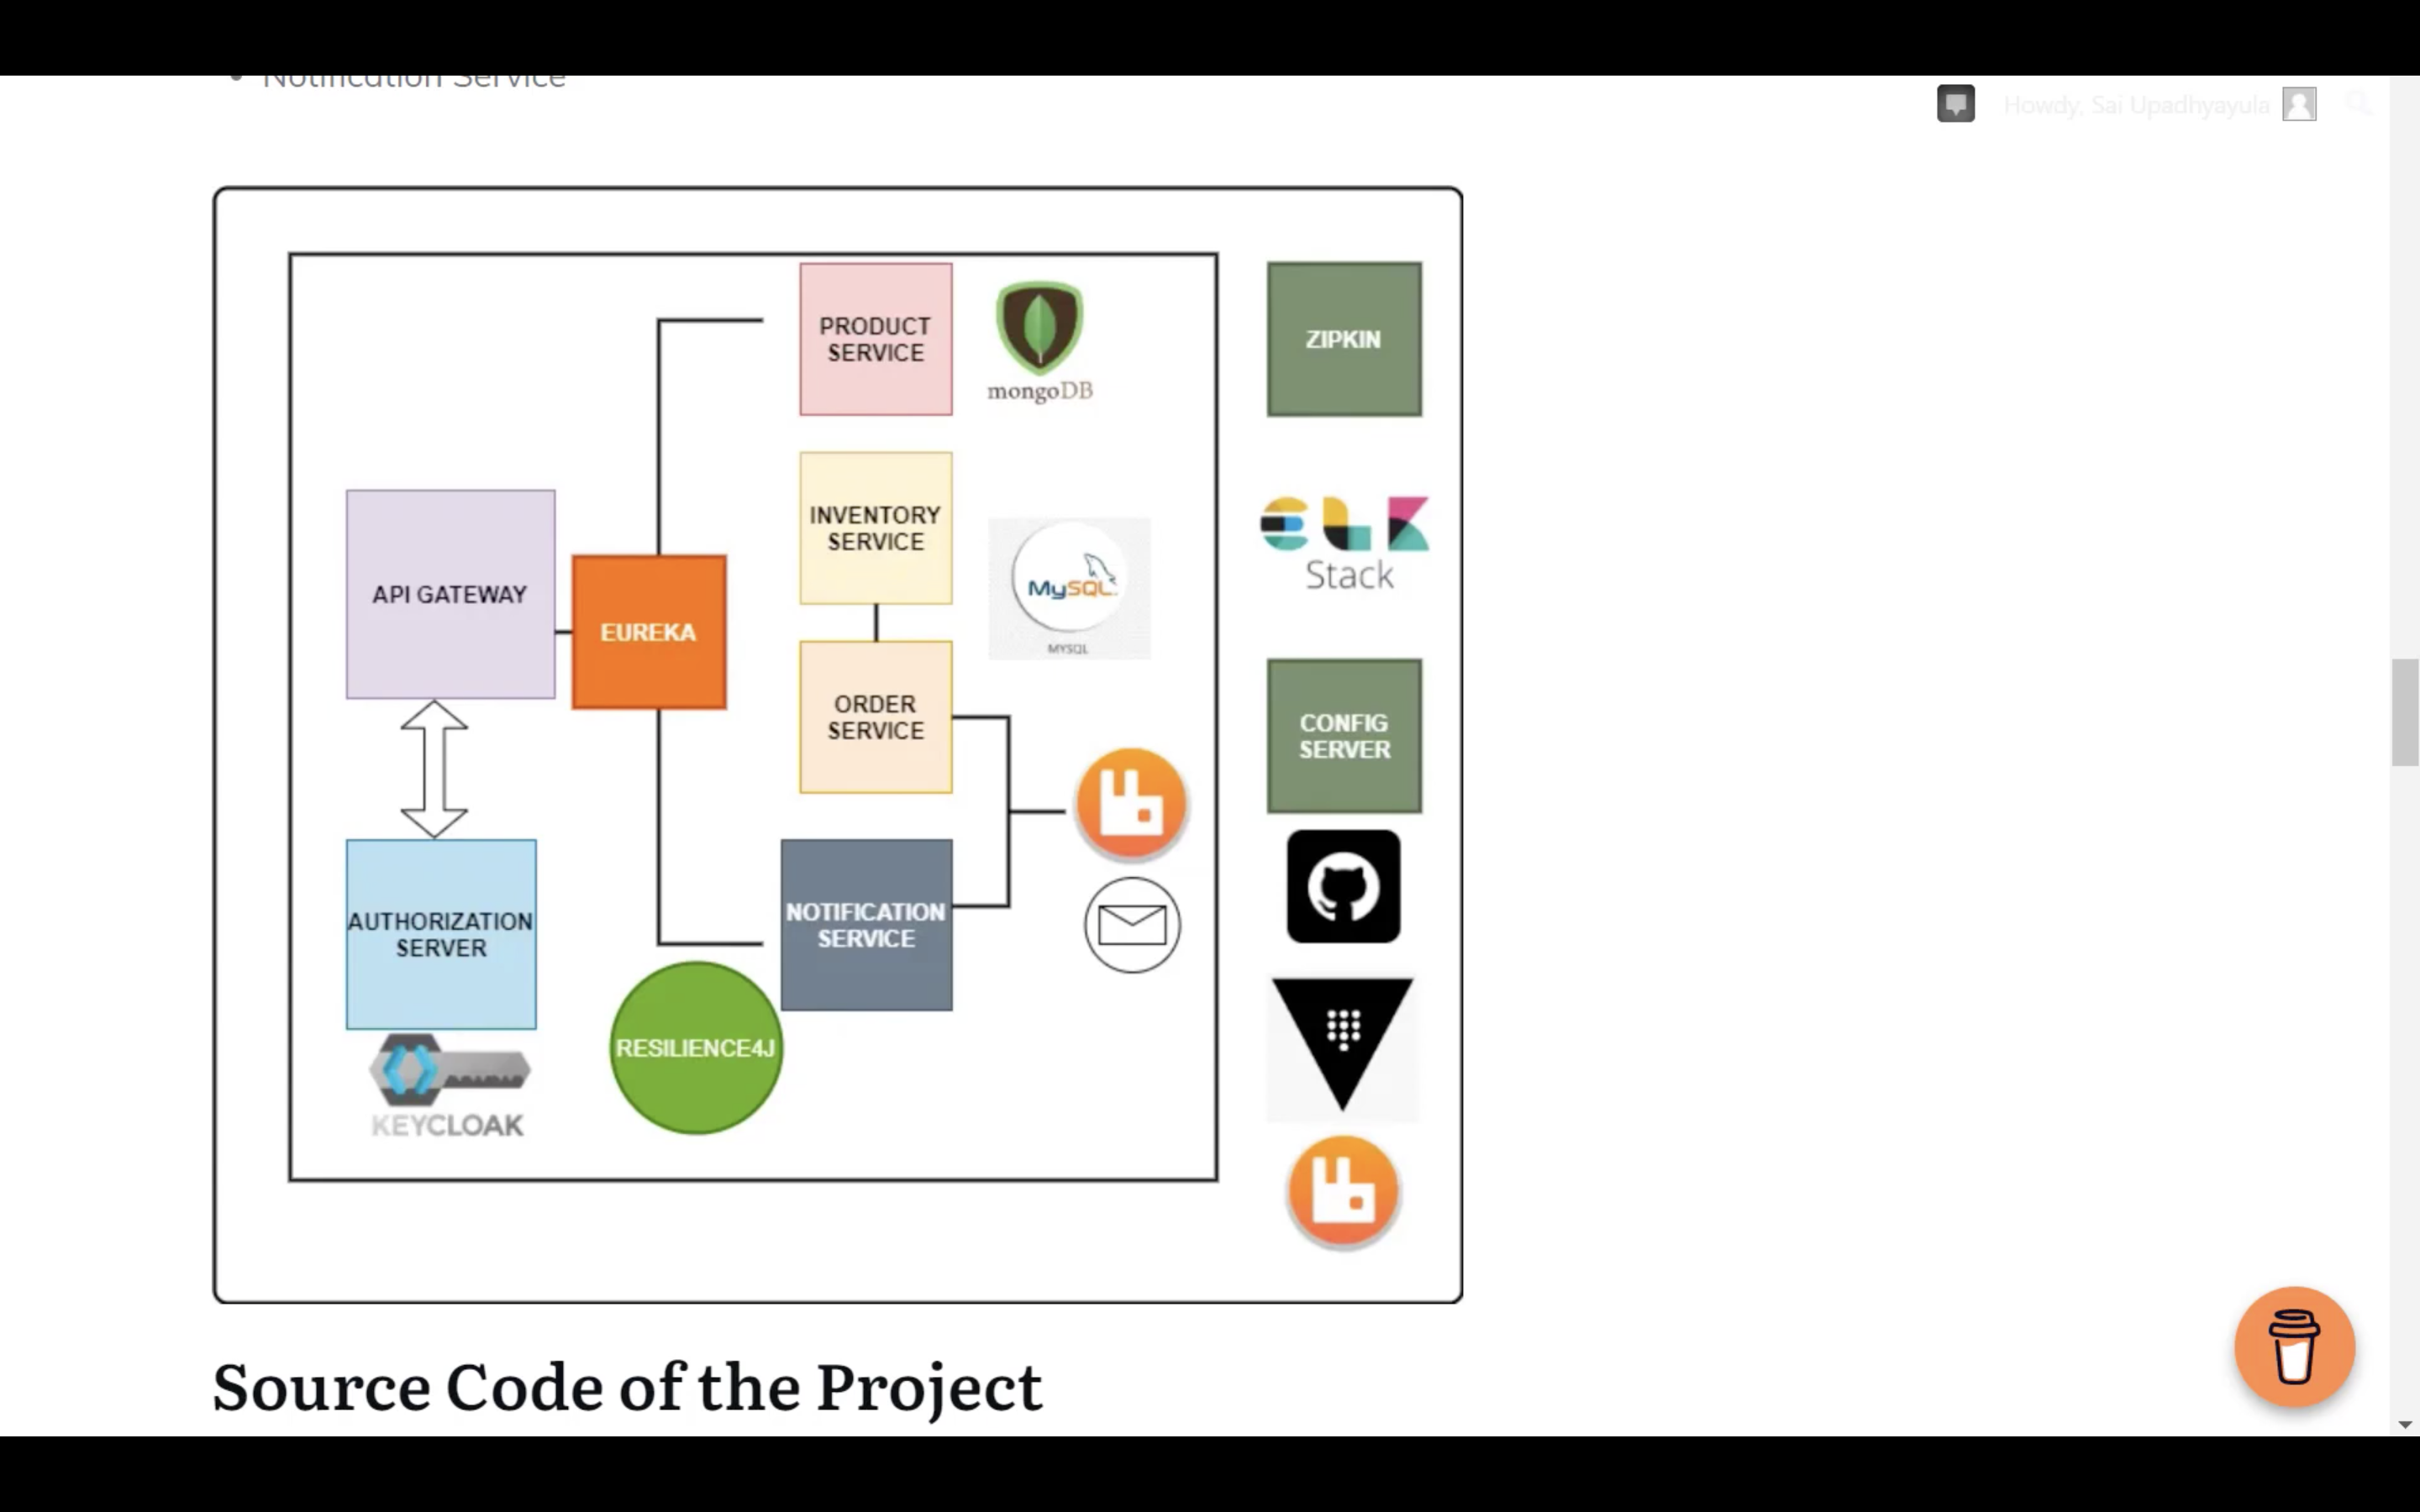 Notification Service
Howdy, Sai Upadhyayula
PRODUCT
SERVICE
mongoDB
ZIPKIN
INVENTORY
SERVICE
ELK
Stack
API GATEWAY
MySQL
MYSQL
EUREKA
ORDER
SERVICE
CONFIG
SERVER
AUTHORIZATION
SERVER
NOTIFICATION
SERVICE
RESILIENCE4J
KEYCLOAK
Source Code of the Project